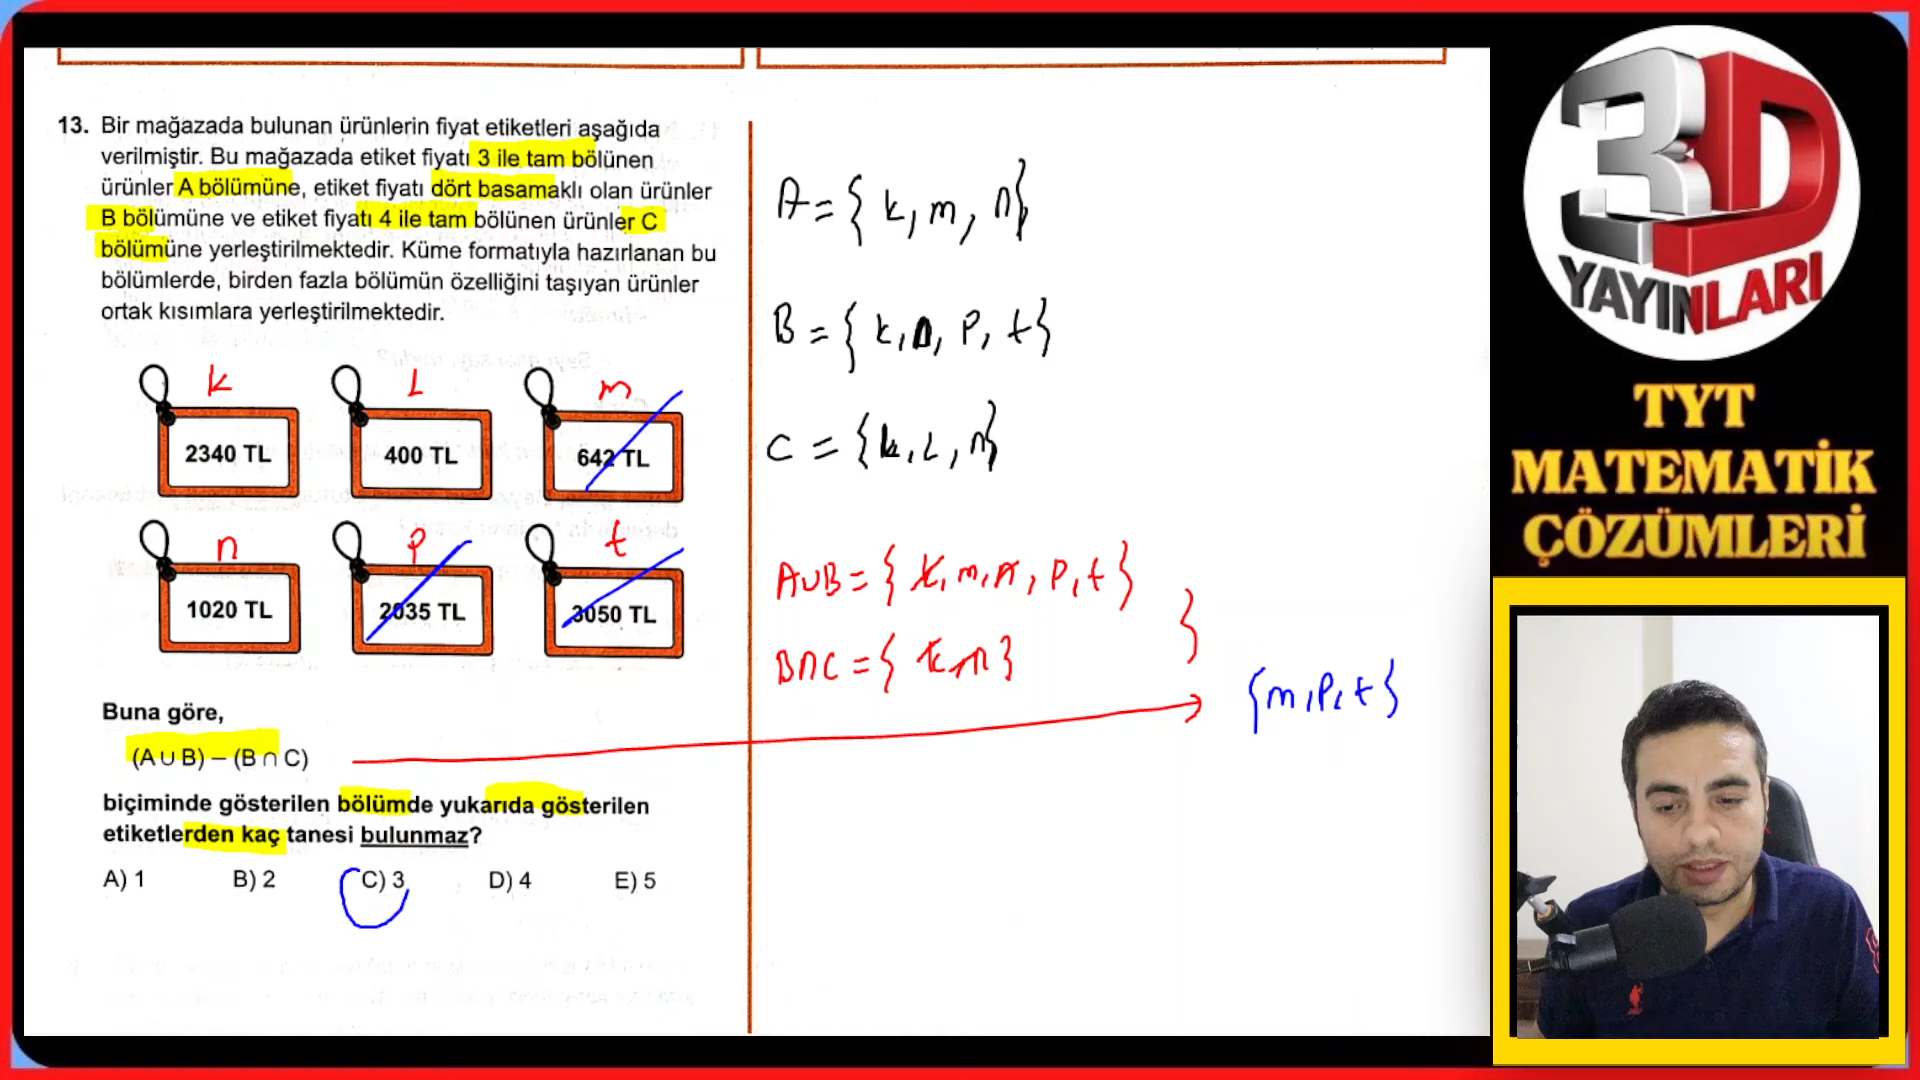 13. Bir mağazada bulunan ürünlerin fiyat etiketleri aşağıda
verilmiştir. Bu mağazada etiket fiyatı 3 ile tam bölünen
ürünler A bölümüne, etiket fiyatı dört basamaklı olan ürünler
B bölümüne ve etiket fiyatı 4 ile tam bölünen ürünler C
bölümüne yerleştirilmektedir. Küme formatıyla hazırlanan bu
bölümlerde, birden fazla bölümün özelliğini taşıyan ürünler
ortak kısımlara yerleştirilmektedir.
k L m
2340 TL 400 TL 642 TL
n p t
1020 TL 2035 TL 3050 TL
Buna göre,
(A ∪ B) – (B ∩ C)
biçiminde gösterilen bölümde yukarıda gösterilen
etiketlerden kaç tanesi bulunmaz?
A) 1 B) 2 C) 3 D) 4 E) 5
A = { k, m, n}
B = { k, n, p, t}
C = {k, L, n}
A∪B = { k, m, n, p, t }
B∩C = { k, n }
{m, p, t}
3D
YAYINLARI
TYT
MATEMATİK
ÇÖZÜMLERİ